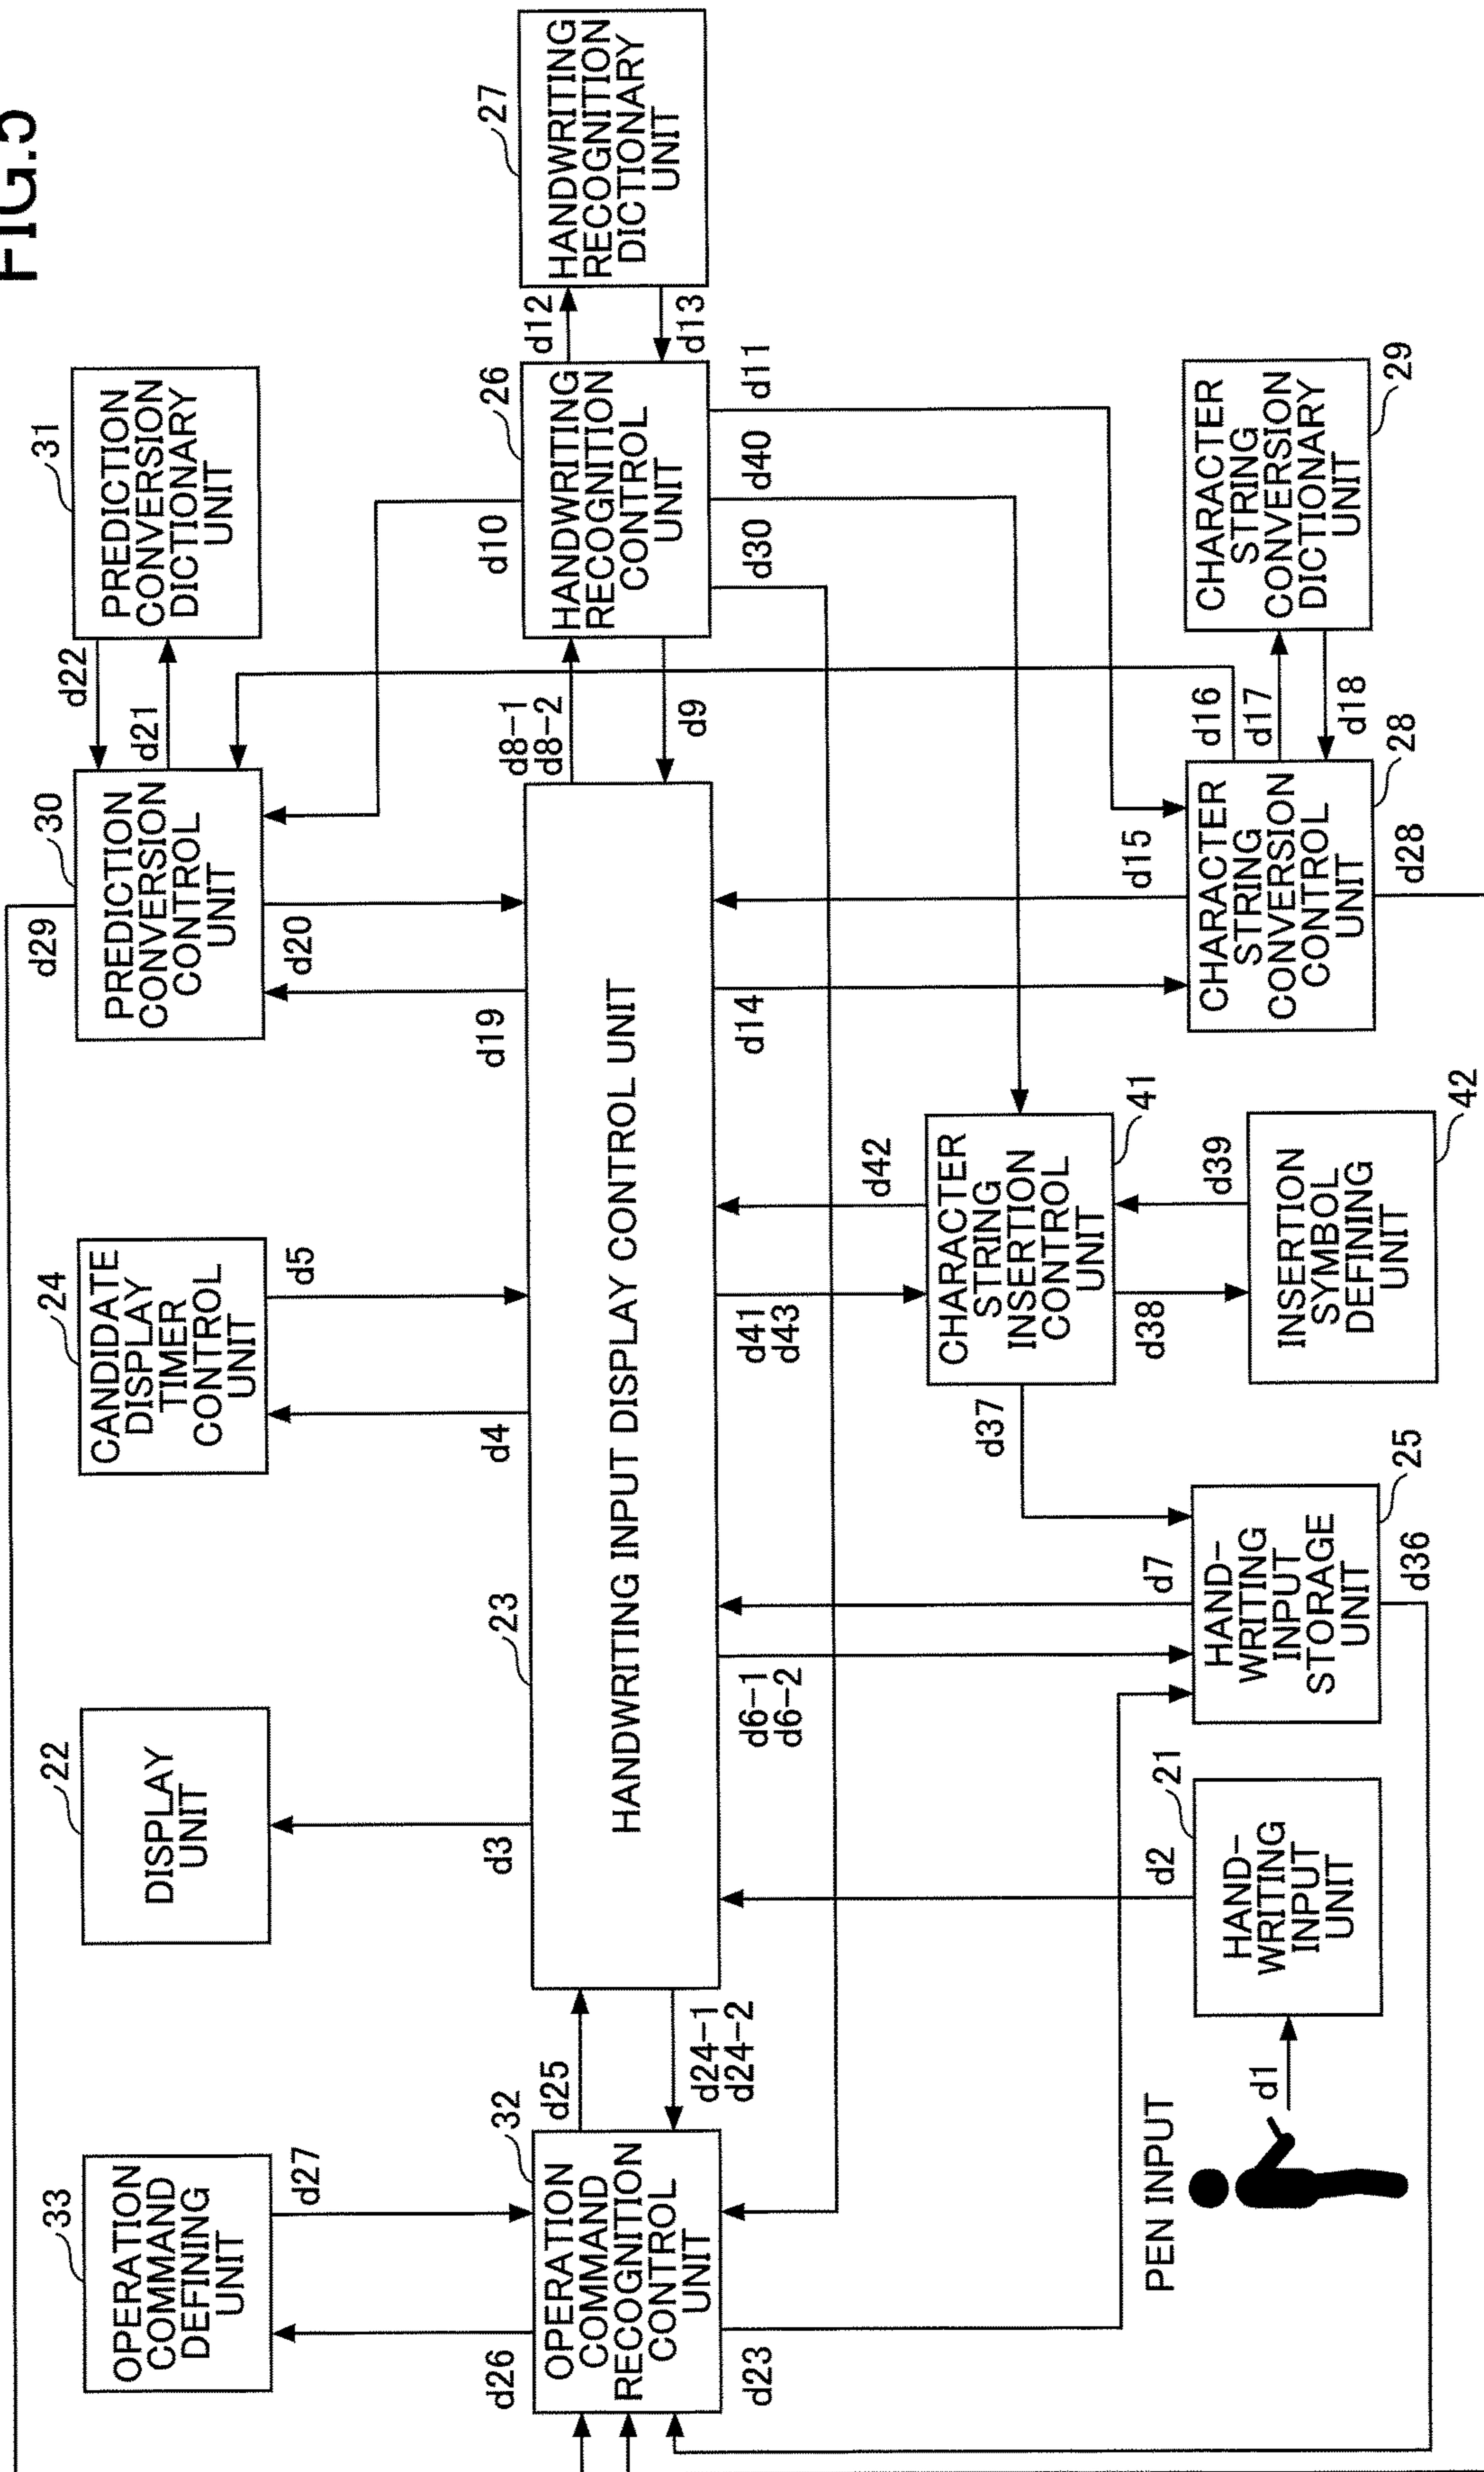 FIG.5
33
OPERATION
COMMAND
DEFINING
UNIT
22
DISPLAY
UNIT
24
CANDIDATE
DISPLAY
TIMER
CONTROL
UNIT
30
PREDICTION
CONVERSION
CONTROL
UNIT
31
PREDICTION
CONVERSION
DICTIONARY
UNIT
d29
d22
d21
d26
d27
d3
d4
d5
d19
d20
d10
32
OPERATION
COMMAND
RECOGNITION
CONTROL
UNIT
d25
d24-1
d24-2
23
HANDWRITING INPUT DISPLAY CONTROL UNIT
d8-1
d8-2
d9
26
HANDWRITING
RECOGNITION
CONTROL
UNIT
d12
d13
27
HANDWRITING
RECOGNITION
DICTIONARY
UNIT
d23
d6-1
d6-2
d41
d43
d14
d30
d40
d11
d42
41
CHARACTER
STRING
INSERTION
CONTROL
UNIT
d37
d38
d39
42
INSERTION
SYMBOL
DEFINING
UNIT
PEN INPUT
d1
d2
21
HAND-
WRITING
INPUT
UNIT
d7
25
HAND-
WRITING
INPUT
STORAGE
UNIT
d36
d15
28
CHARACTER
STRING
CONVERSION
CONTROL
UNIT
d28
d16
d17
d18
29
CHARACTER
STRING
CONVERSION
DICTIONARY
UNIT